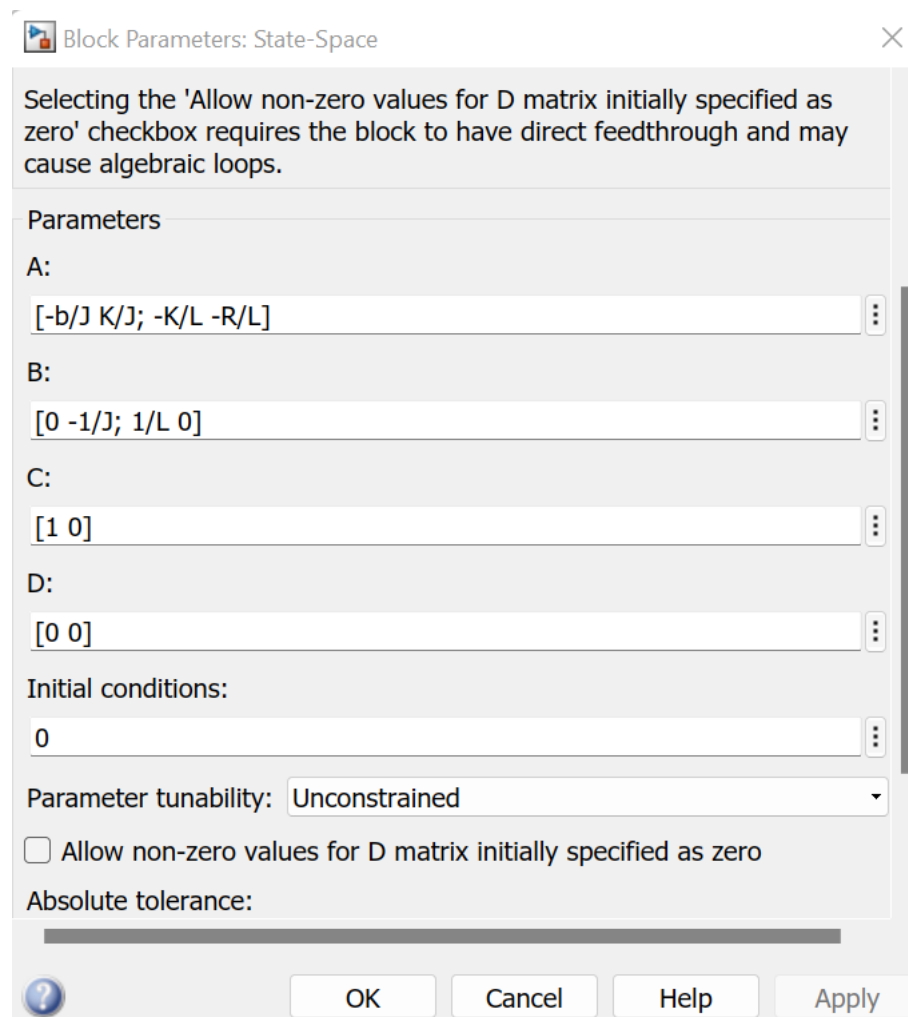 Block Parameters: State-Space
Selecting the 'Allow non-zero values for D matrix initially specified as
zero' checkbox requires the block to have direct feedthrough and may
cause algebraic loops.
Parameters
A:
[-b/J K/J; -K/L -R/L]
B:
[0 -1/J; 1/L 0]
C:
[1 0]
D:
[0 0]
Initial conditions:
0
Parameter tunability: Unconstrained
Allow non-zero values for D matrix initially specified as zero
Absolute tolerance:
OK Cancel Help Apply